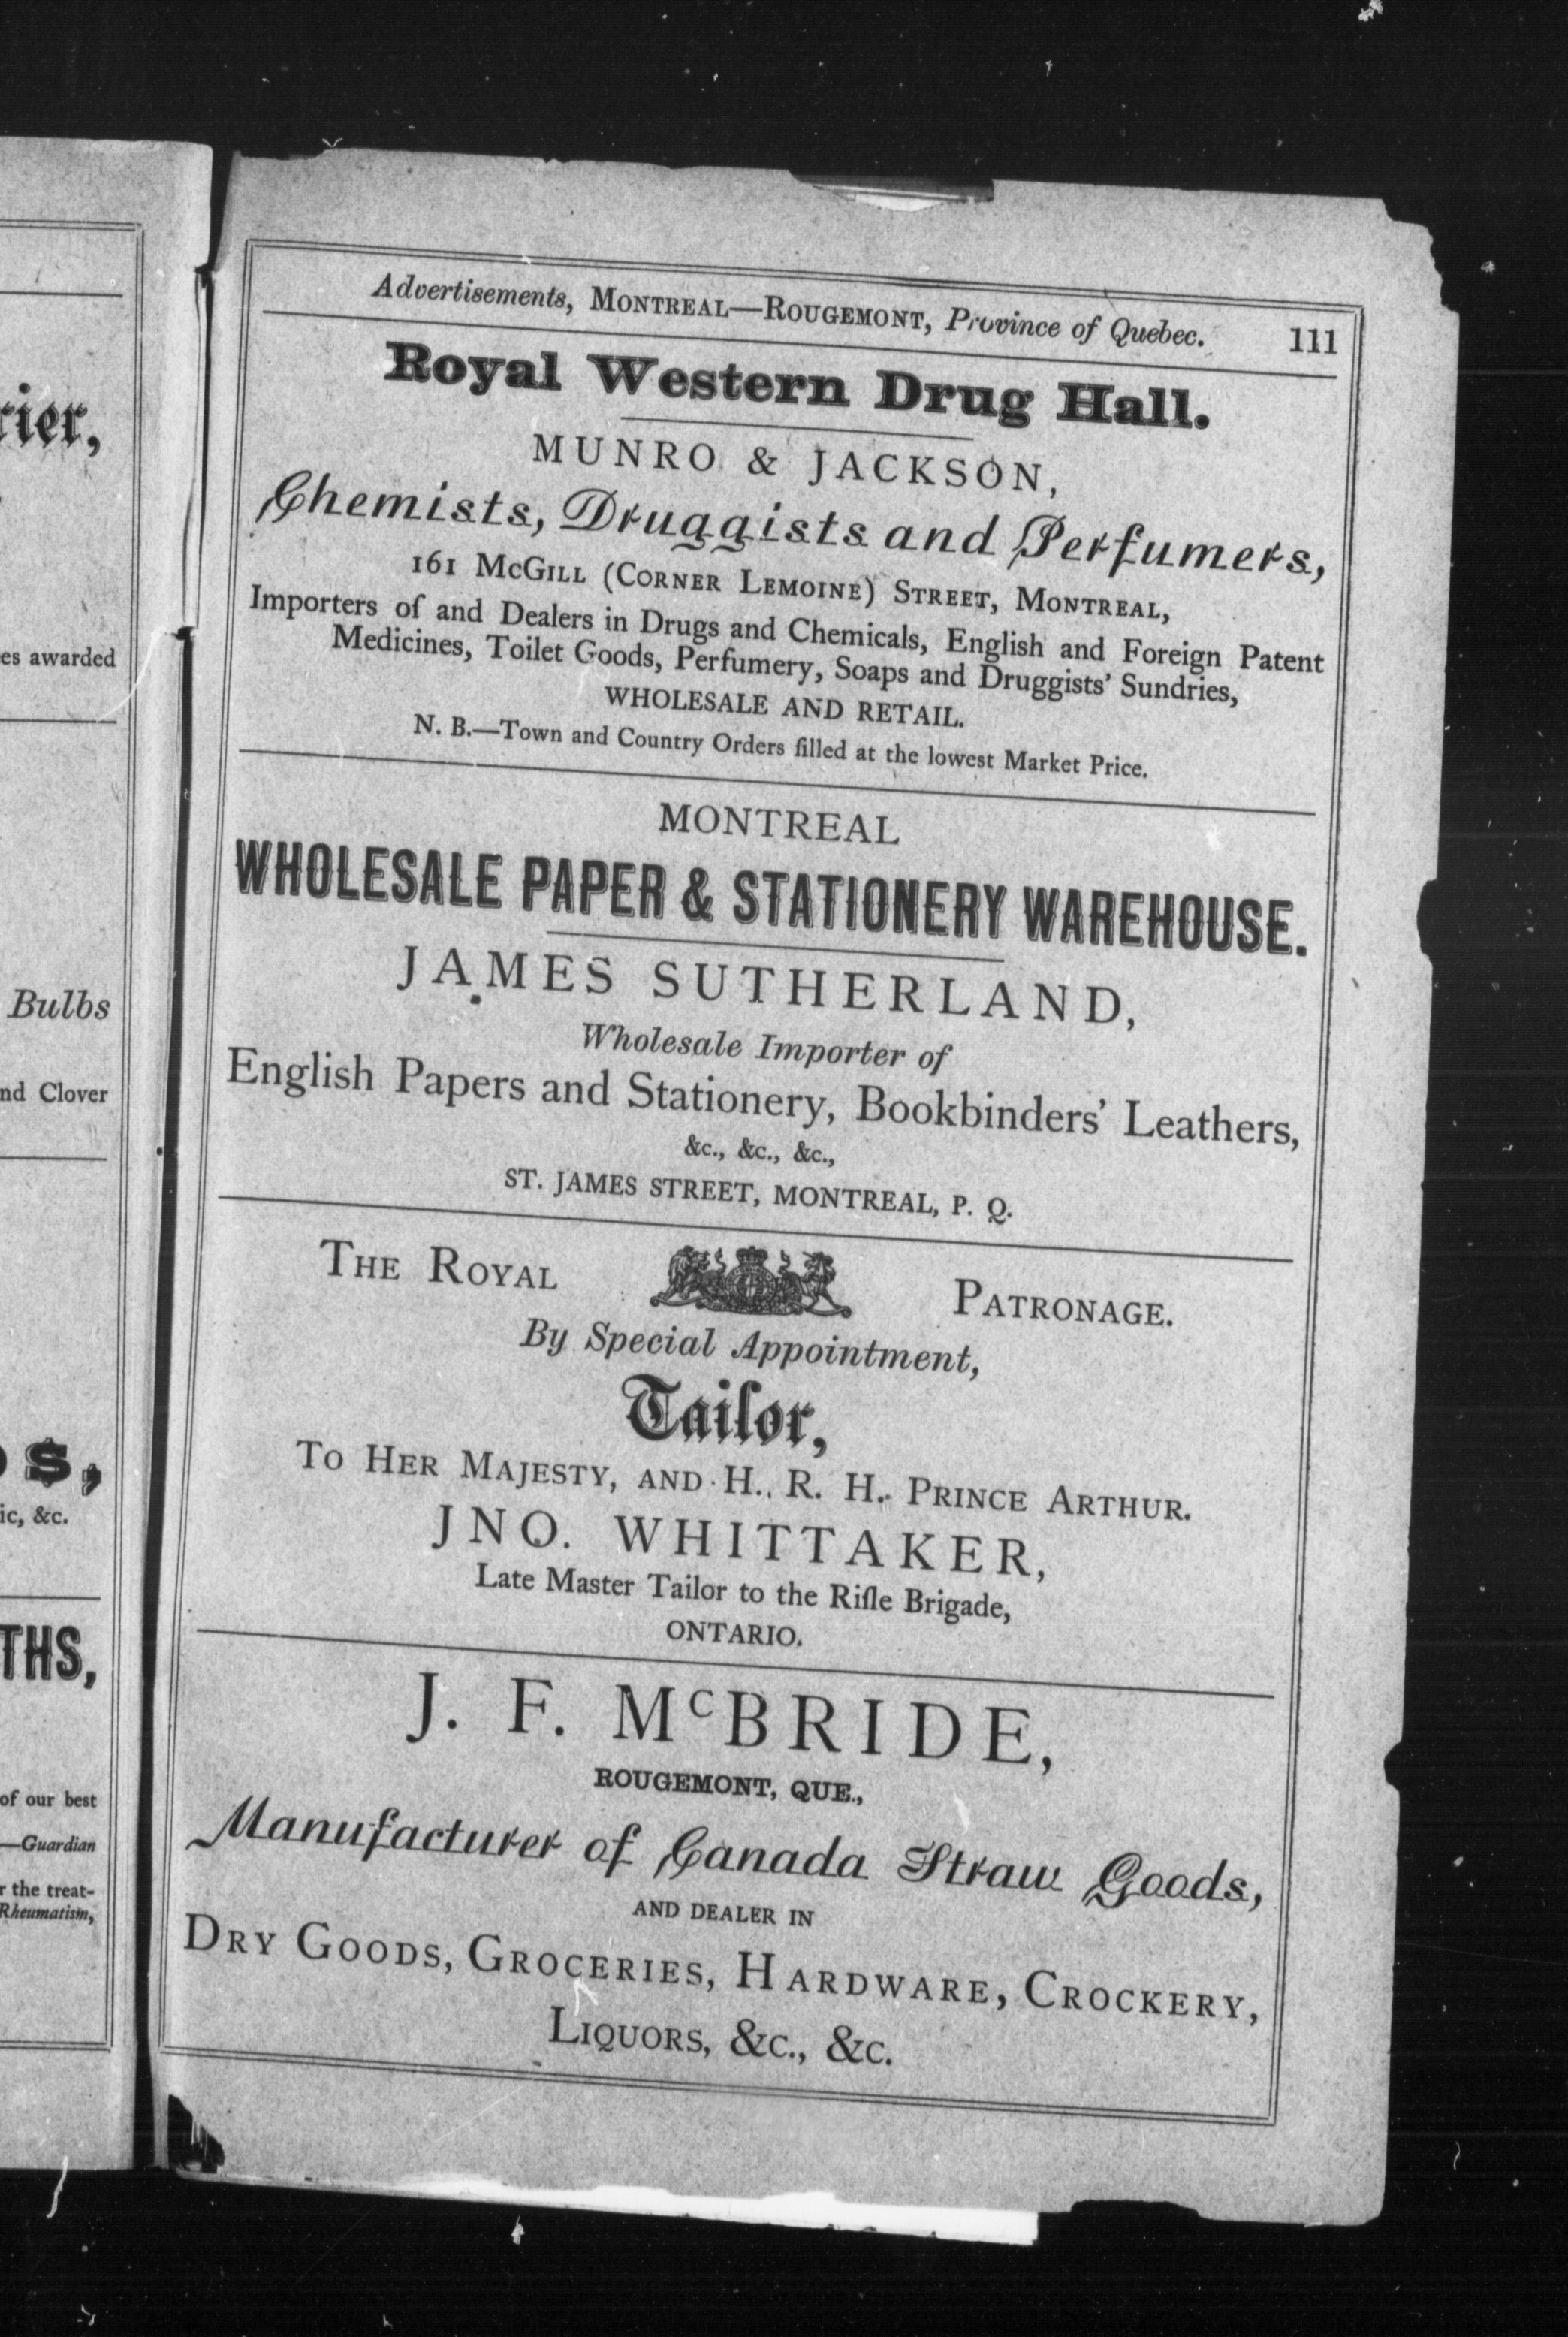 rier,
es awarded
Bulbs
nd Clover
s,
ic, &c.
THS,
of our best
—Guardian
r the treat-
Rheumatism,
Advertisements, MONTREAL—ROUGEMONT, Province of Quebec. 111
Royal Western Drug Hall.
MUNRO & JACKSON,
Chemists, Druggists and Perfumers,
161 McGILL (CORNER LEMOINE) STREET, MONTREAL,
Importers of and Dealers in Drugs and Chemicals, English and Foreign Patent
Medicines, Toilet Goods, Perfumery, Soaps and Druggists' Sundries,
WHOLESALE AND RETAIL.
N. B.—Town and Country Orders filled at the lowest Market Price.
MONTREAL
WHOLESALE PAPER & STATIONERY WAREHOUSE.
JAMES SUTHERLAND,
Wholesale Importer of
English Papers and Stationery, Bookbinders' Leathers,
&c., &c., &c.,
ST. JAMES STREET, MONTREAL, P. Q.
THE ROYAL PATRONAGE.
By Special Appointment,
Tailor,
TO HER MAJESTY, AND H. R. H. PRINCE ARTHUR.
JNO. WHITTAKER,
Late Master Tailor to the Rifle Brigade,
ONTARIO.
J. F. McBRIDE,
ROUGEMONT, QUE.,
Manufacturer of Canada Straw Goods,
AND DEALER IN
DRY GOODS, GROCERIES, HARDWARE, CROCKERY,
LIQUORS, &C., &C.